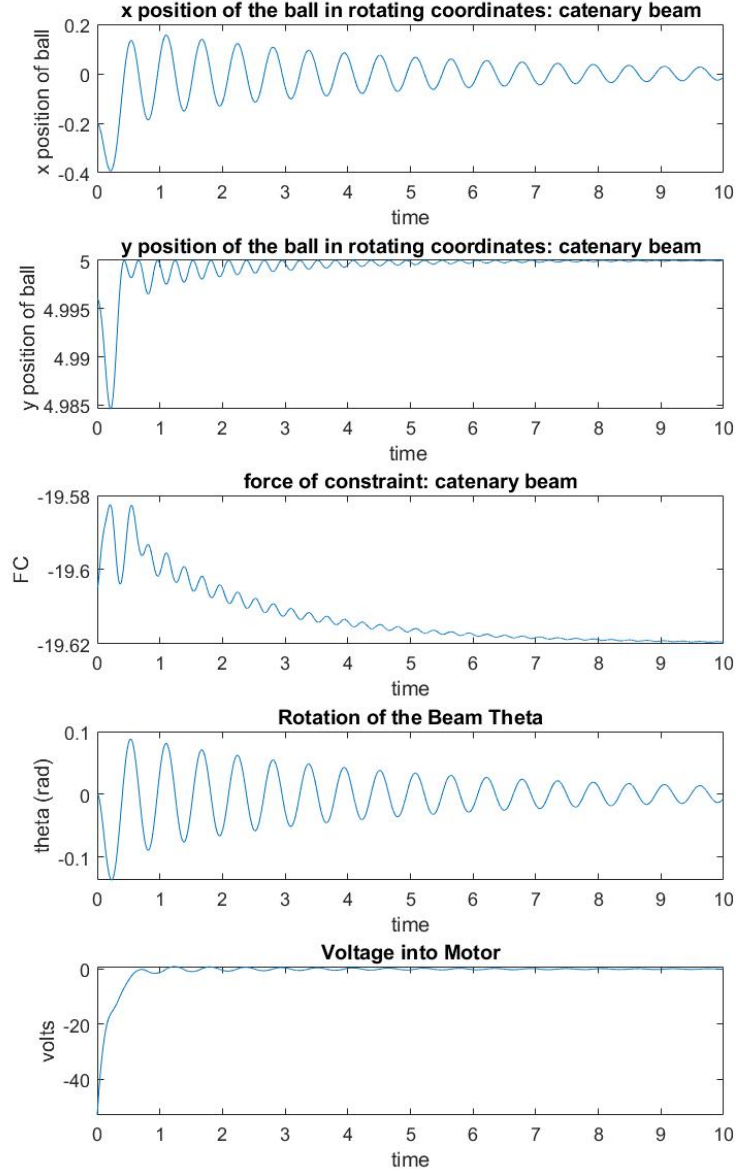 x position of the ball in rotating coordinates: catenary beam
x position of ball
0.2
0
-0.2
-0.4
0 1 2 3 4 5 6 7 8 9 10
time
y position of the ball in rotating coordinates: catenary beam
y position of ball
5
4.995
4.99
4.985
0 1 2 3 4 5 6 7 8 9 10
time
force of constraint: catenary beam
FC
-19.58
-19.6
-19.62
0 1 2 3 4 5 6 7 8 9 10
time
Rotation of the Beam Theta
theta (rad)
0.1
0
-0.1
0 1 2 3 4 5 6 7 8 9 10
time
Voltage into Motor
volts
0
-20
-40
0 1 2 3 4 5 6 7 8 9 10
time